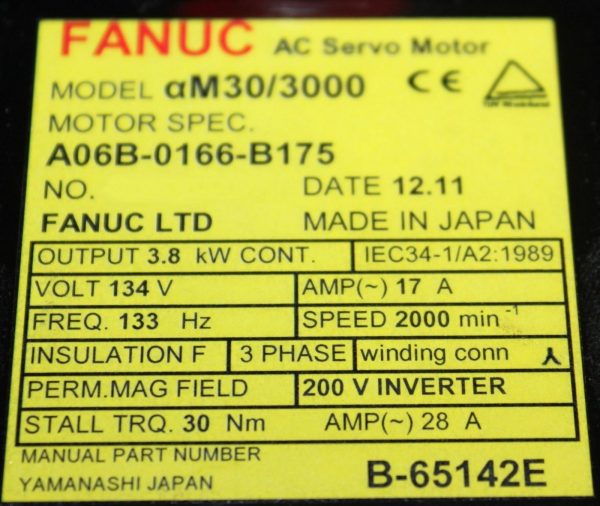 FANUC AC Servo Motor
MODEL αM30/3000 CE
MOTOR SPEC.
A06B-0166-B175
NO. DATE 12.11
FANUC LTD MADE IN JAPAN
OUTPUT 3.8 kW CONT. IEC34-1/A2:1989
VOLT 134 V AMP(~) 17 A
FREQ. 133 Hz SPEED 2000 min⁻¹
INSULATION F 3 PHASE winding conn
PERM.MAG FIELD 200 V INVERTER
STALL TRQ. 30 Nm AMP(~) 28 A
MANUAL PART NUMBER
YAMANASHI JAPAN B-65142E